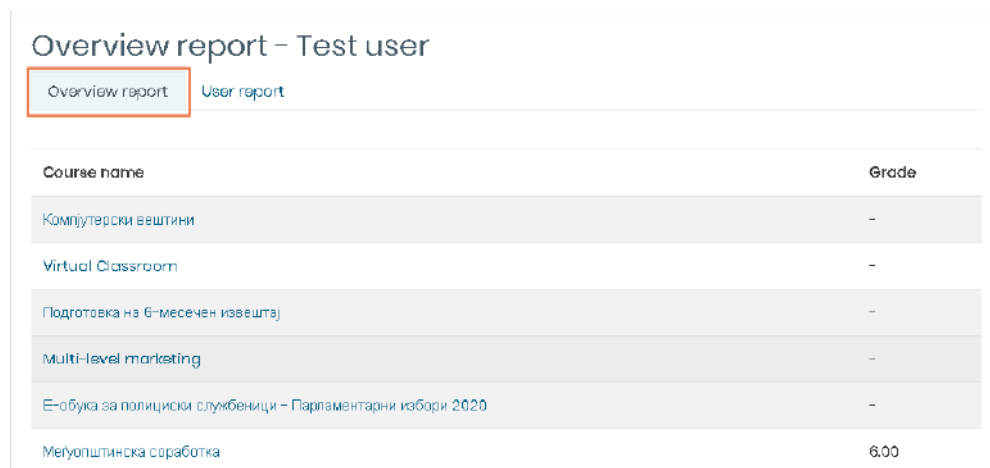 Overview report - Test user
Overview report User report
Course name Grade
Компјутерски вештини -
Virtual Classroom -
Подготовка на 6-месечен извештај -
Multi-level marketing -
Е-обука за полициски службеници - Парламентарни избори 2020 -
Меѓуопштинска соработка 6.00